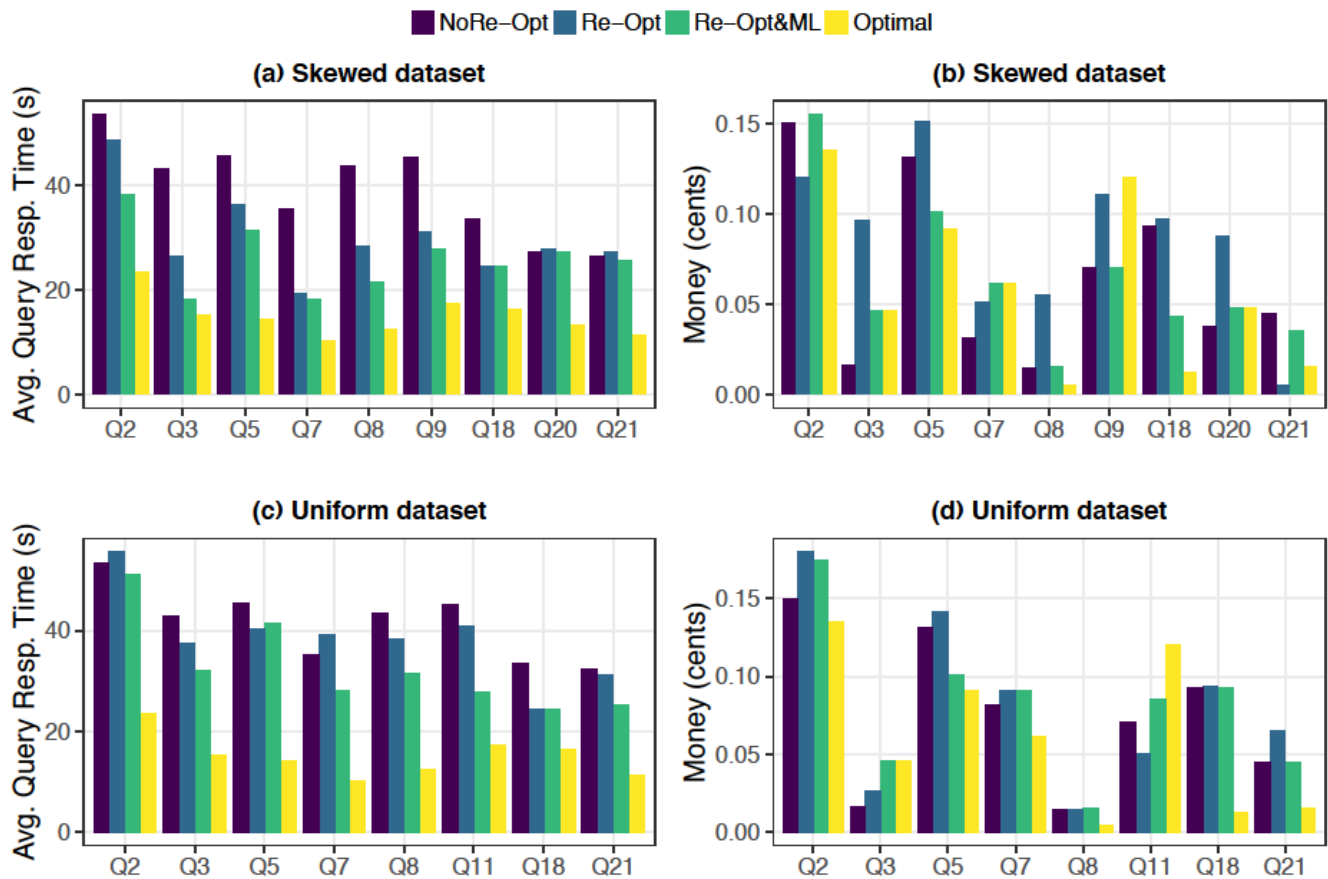 NoRe−Opt Re−Opt Re−Opt&ML Optimal
(a) Skewed dataset
Avg. Query Resp. Time (s)
40
20
0
Q2 Q3 Q5 Q7 Q8 Q9 Q18 Q20 Q21
(b) Skewed dataset
Money (cents)
0.15
0.10
0.05
0.00
Q2 Q3 Q5 Q7 Q8 Q9 Q18 Q20 Q21
(c) Uniform dataset
Avg. Query Resp. Time (s)
40
20
0
Q2 Q3 Q5 Q7 Q8 Q11 Q18 Q21
(d) Uniform dataset
Money (cents)
0.15
0.10
0.05
0.00
Q2 Q3 Q5 Q7 Q8 Q11 Q18 Q21